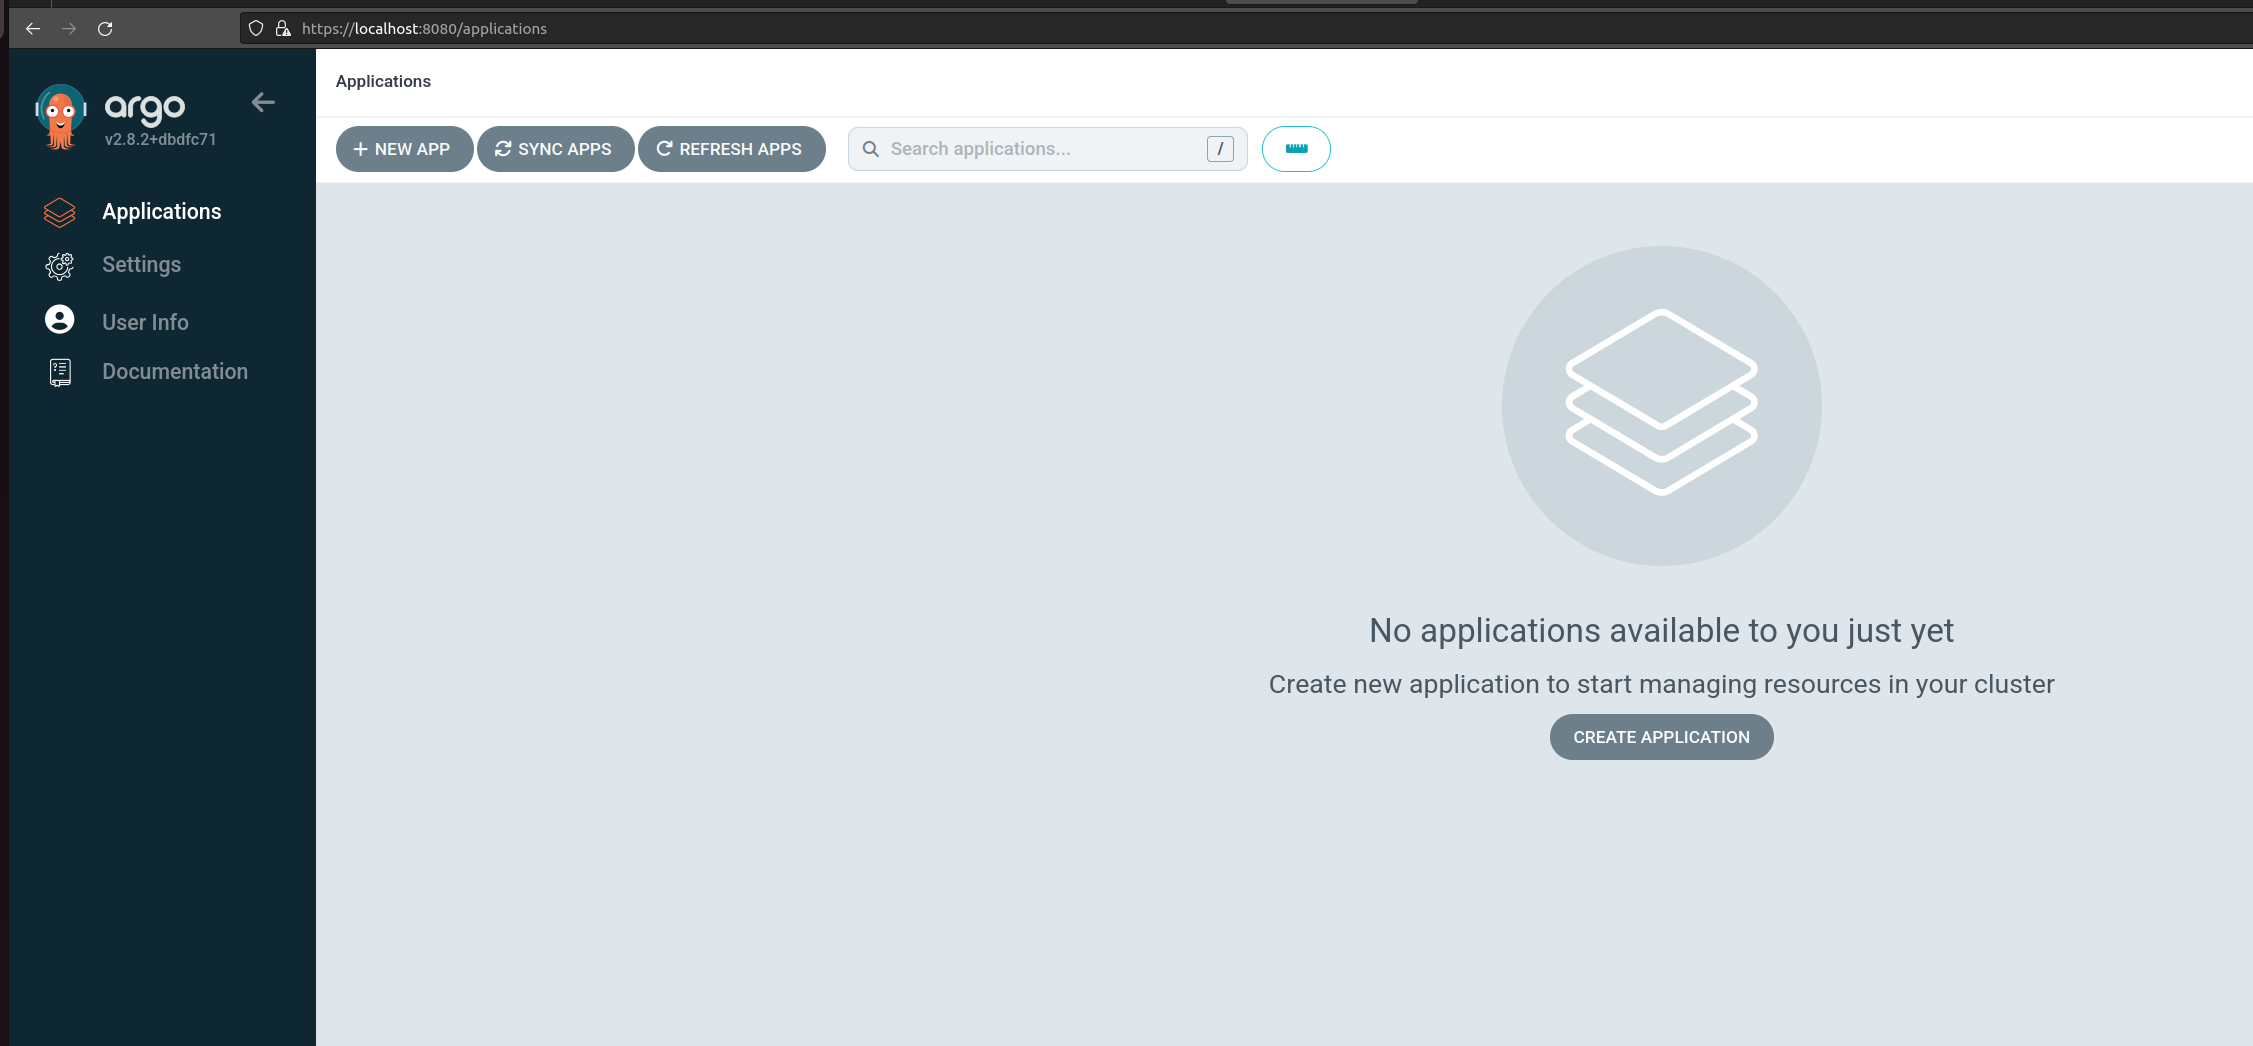 https://localhost:8080/applications
argo
v2.8.2+dbdfc71
Applications
Settings
User Info
Documentation
Applications
NEW APP
SYNC APPS
REFRESH APPS
Search applications...
/
No applications available to you just yet
Create new application to start managing resources in your cluster
CREATE APPLICATION